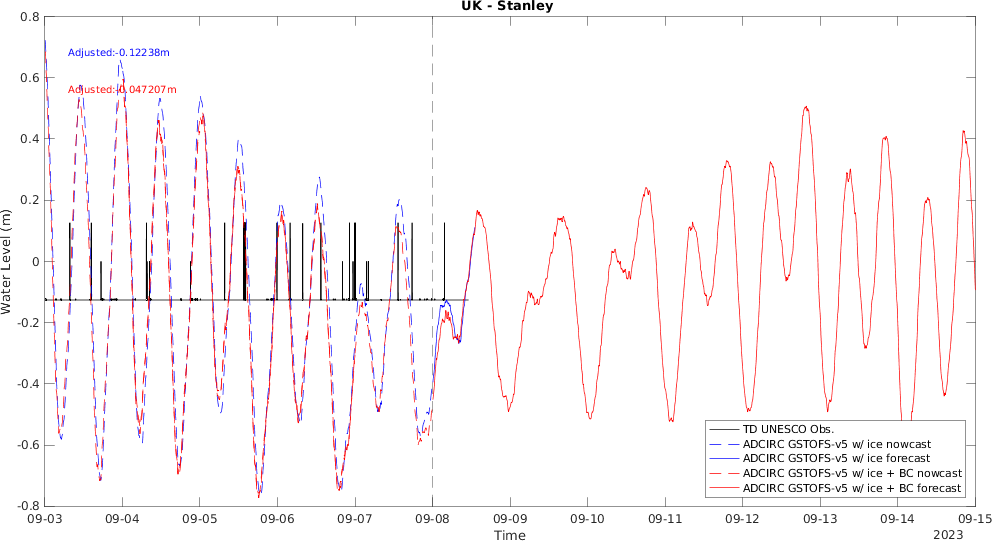 UK - Stanley
Adjusted:-0.12238m
Adjusted:-0.047207m
Water Level (m)
0.8
0.6
0.4
0.2
0
-0.2
-0.4
-0.6
-0.8
TD UNESCO Obs.
ADCIRC GSTOFS-v5 w/ ice nowcast
ADCIRC GSTOFS-v5 w/ ice forecast
ADCIRC GSTOFS-v5 w/ ice + BC nowcast
ADCIRC GSTOFS-v5 w/ ice + BC forecast
09-03 09-04 09-05 09-06 09-07 09-08 09-09 09-10 09-11 09-12 09-13 09-14 09-15
Time
2023